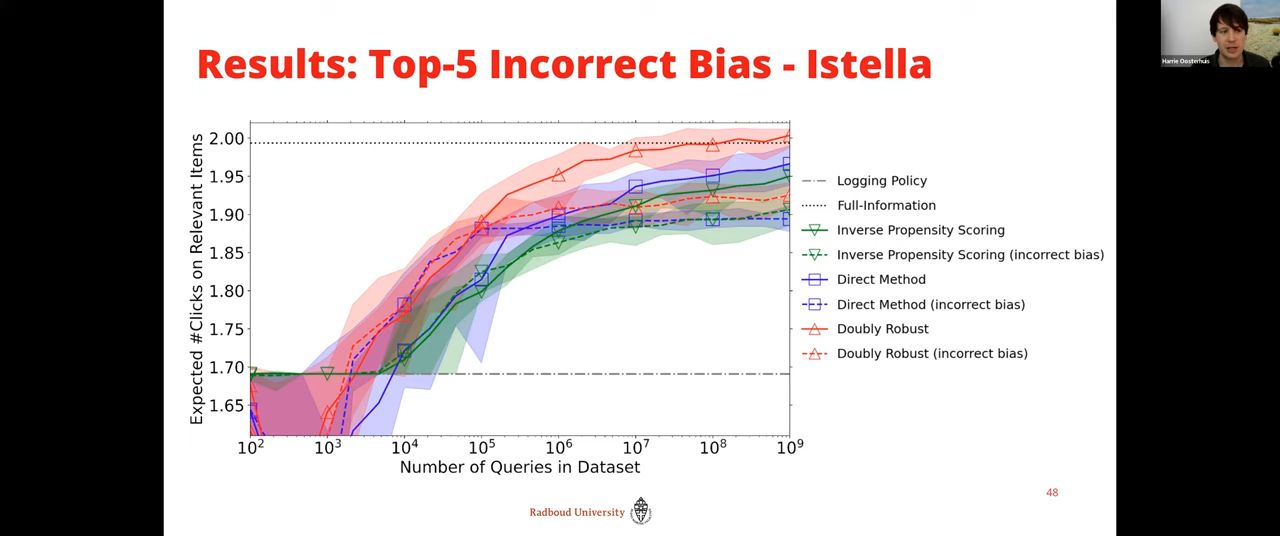 Results: Top-5 Incorrect Bias - Istella
Harrie Oosterhuis
Expected #Clicks on Relevant Items
2.00
1.95
1.90
1.85
1.80
1.75
1.70
1.65
10²
10³
10⁴
10⁵
10⁶
10⁷
10⁸
10⁹
Number of Queries in Dataset
Logging Policy
Full-Information
Inverse Propensity Scoring
Inverse Propensity Scoring (incorrect bias)
Direct Method
Direct Method (incorrect bias)
Doubly Robust
Doubly Robust (incorrect bias)
48
Radboud University